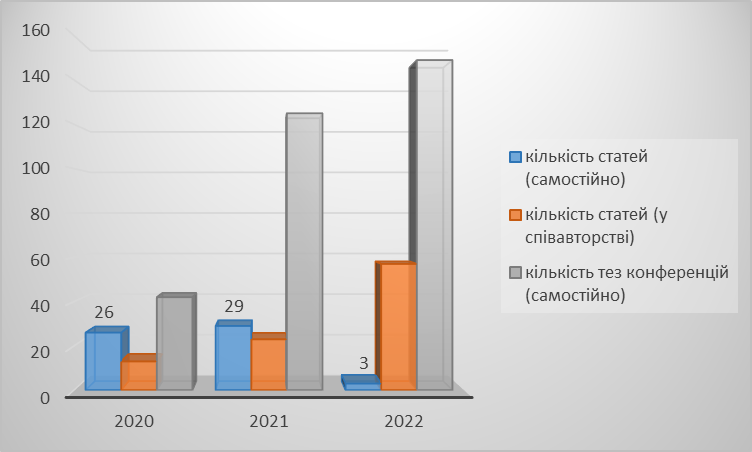 160
140
120
100
80
60
40
20
0
26
29
3
2020
2021
2022
кількість статей
(самостійно)
кількість статей (у
співавторстві)
кількість тез конференцій
(самостійно)